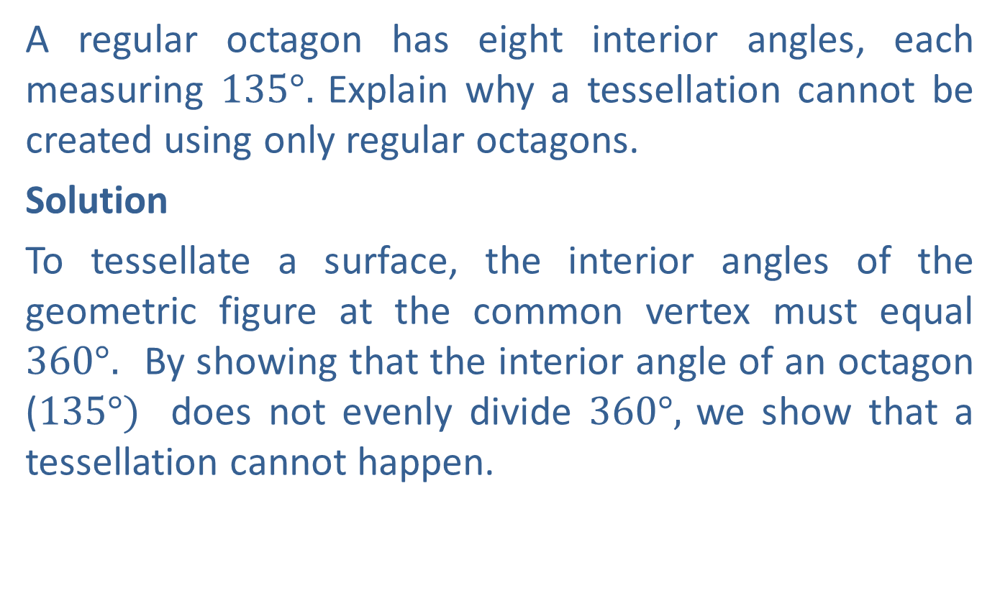 A regular octagon has eight interior angles, each
measuring 135°. Explain why a tessellation cannot be
created using only regular octagons.
Solution
To tessellate a surface, the interior angles of the
geometric figure at the common vertex must equal
360°. By showing that the interior angle of an octagon
(135°) does not evenly divide 360°, we show that a
tessellation cannot happen.